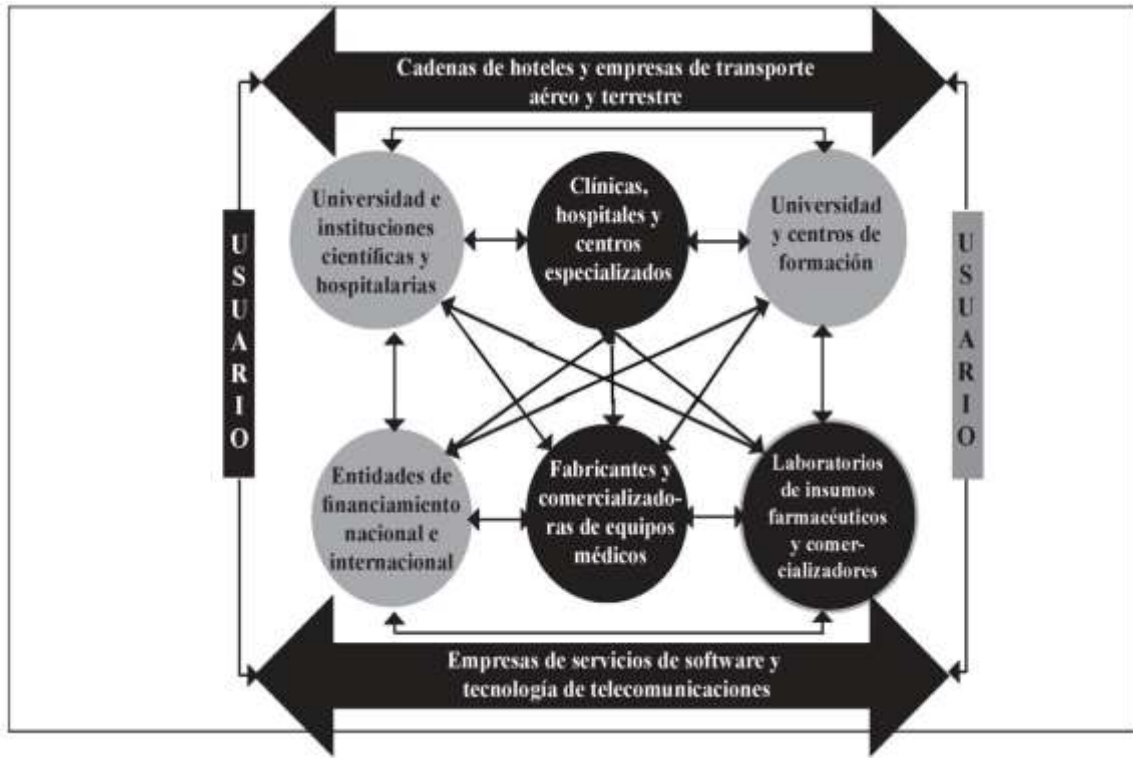 Cadenas de hoteles y empresas de transporte
aéreo y terrestre
Universidad e
instituciones
científicas y
hospitalarias
Clínicas,
hospitales y
centros
especializados
Universidad
y centros de
formación
USUARIO
USUARIO
Entidades de
financiamiento
nacional e
internacional
Fabricantes y
comercializado-
ras de equipos
médicos
Laboratorios
de insumos
farmacéuticos
y comer-
cializadores
Empresas de servicios de software y
tecnología de telecomunicaciones